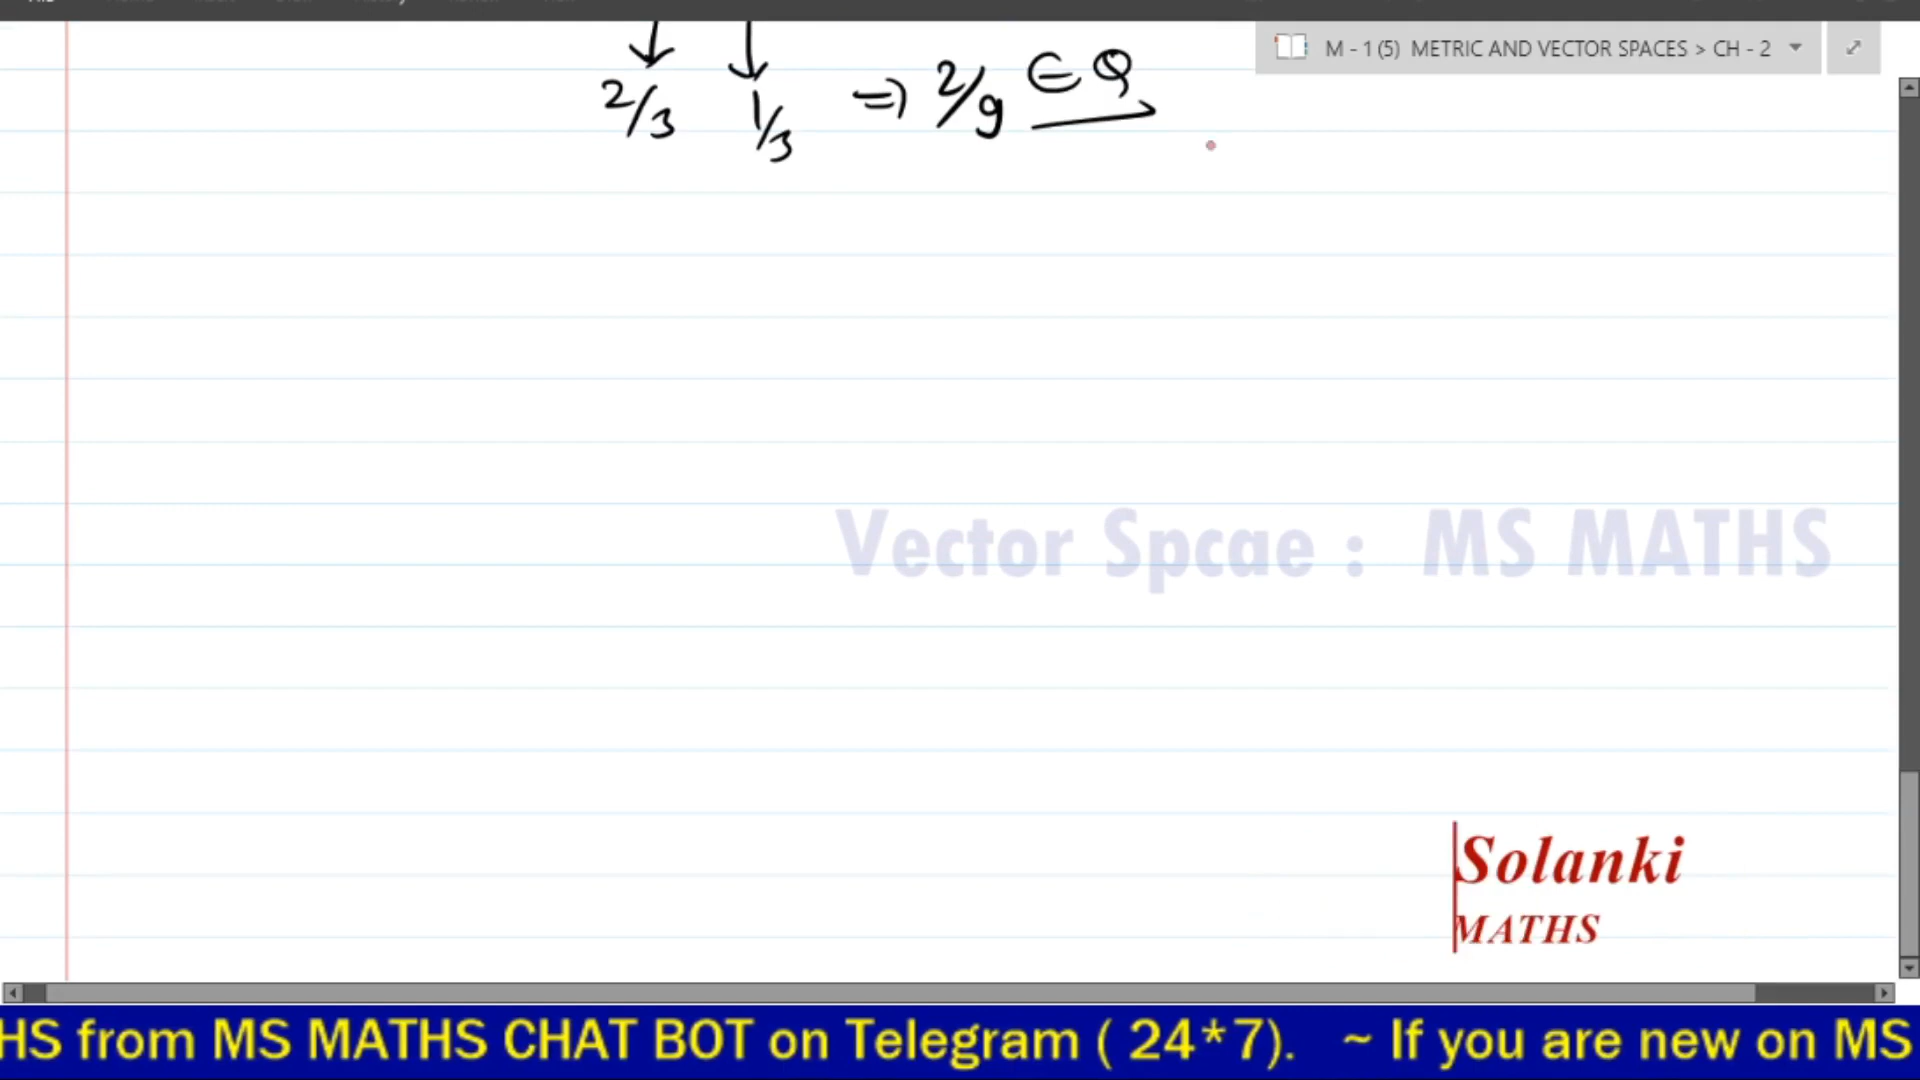 M - 1 (5) METRIC AND VECTOR SPACES > CH - 2
2/3 1/3 => 2/9 ∈ Q
Vector Spcae : MS MATHS
Solanki
MATHS
HS from MS MATHS CHAT BOT on Telegram ( 24*7). ~ If you are new on MS